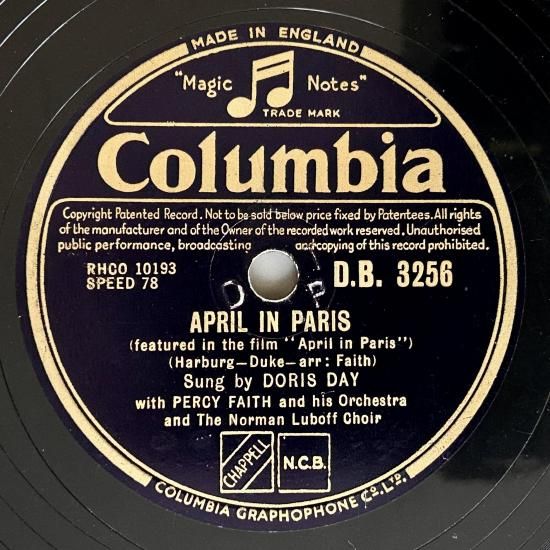 MADE IN ENGLAND
"Magic Notes"
TRADE MARK
Columbia
Copyright Patented Record. Not to be sold below price fixed by Patentees. All rights
of the manufacturer and of the Owner of the recorded work reserved. Unauthorised
public performance, broadcasting and copying of this record prohibited.
RHCO 10193
SPEED 78
D.B. 3256
D P
APRIL IN PARIS
(featured in the film "April in Paris")
(Harburg—Duke—arr: Faith)
Sung by DORIS DAY
with PERCY FAITH and his Orchestra
and The Norman Luboff Choir
CHAPPELL
N.C.B.
COLUMBIA GRAPHOPHONE CO. LTD.